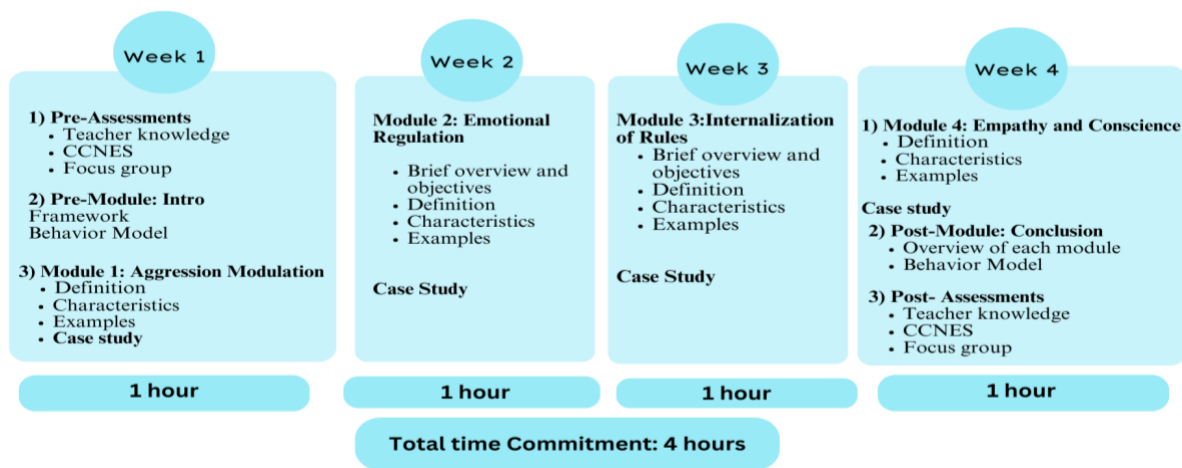 Week 1
1) Pre-Assessments
• Teacher knowledge
• CCNES
• Focus group
2) Pre-Module: Intro
Framework
Behavior Model
3) Module 1: Aggression Modulation
• Definition
• Characteristics
• Examples
• Case study
1 hour
Week 2
Module 2: Emotional
Regulation
• Brief overview and
objectives
• Definition
• Characteristics
• Examples
Case Study
1 hour
Week 3
Module 3:Internalization
of Rules
• Brief overview and
objectives
• Definition
• Characteristics
• Examples
Case Study
1 hour
Week 4
1) Module 4: Empathy and Conscience
• Definition
• Characteristics
• Examples
Case study
2) Post-Module: Conclusion
• Overview of each module
• Behavior Model
3) Post- Assessments
• Teacher knowledge
• CCNES
• Focus group
1 hour
Total time Commitment: 4 hours